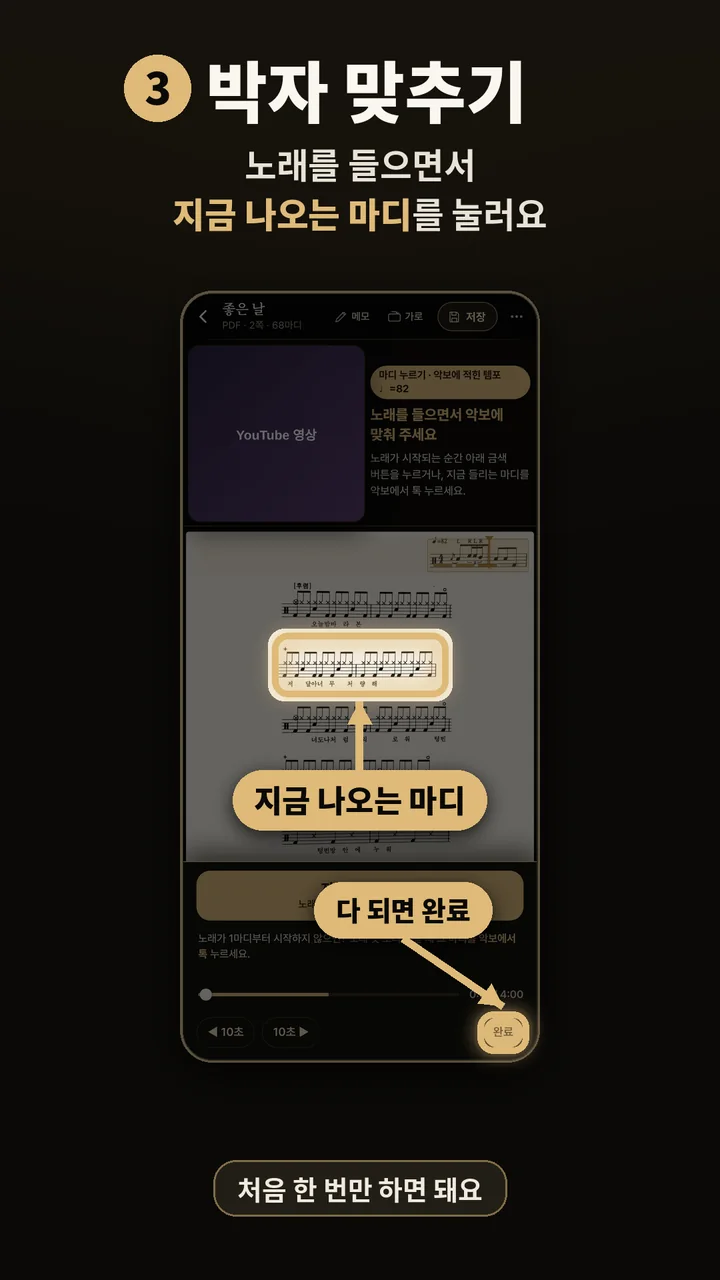 3 박자 맞추기
노래를 들으면서
지금 나오는 마디를 눌러요
좋은 날
PDF · 2쪽 · 68마디
메모
가로
저장
YouTube 영상
마디 누르기 · 악보에 적힌 템포
♩=82
노래를 들으면서 악보에
맞춰 주세요
노래가 시작되는 순간 아래 금색
버튼을 누르거나, 지금 들리는 마디를
악보에서 톡 누르세요.
♩=82
[후렴]
지금 나오는 마디
다 되면 완료
노래가 1마디부터 시작하지 않으면
악보에서
톡 누르세요.
4:00
◀ 10초
10초 ▶
완료
처음 한 번만 하면 돼요